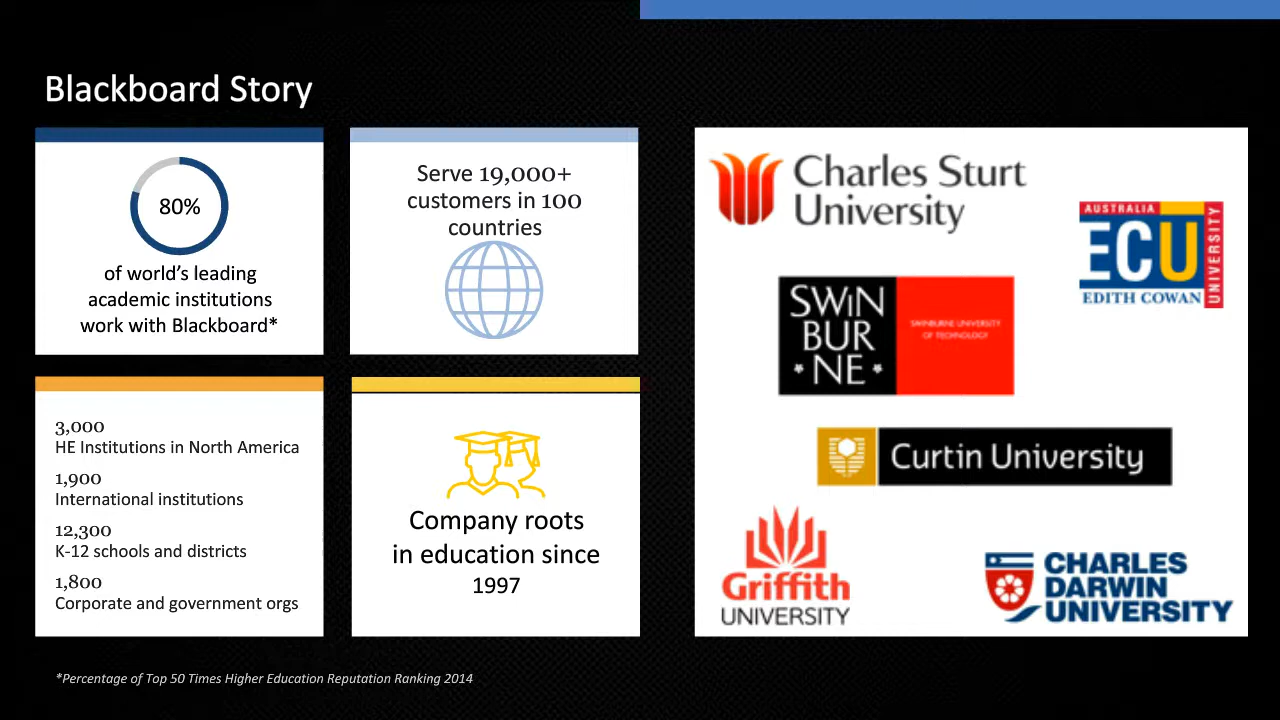 Blackboard Story
80%
of world's leading
academic institutions
work with Blackboard*
Serve 19,000+
customers in 100
countries
3,000
HE Institutions in North America
1,900
International institutions
12,300
K-12 schools and districts
1,800
Corporate and government orgs
Company roots
in education since
1997
Charles Sturt
University
AUSTRALIA
ECU
UNIVERSITY
EDITH COWAN
SWIN
BUR
NE
SWINBURNE UNIVERSITY
OF TECHNOLOGY
Curtin University
Griffith
UNIVERSITY
CHARLES
DARWIN
UNIVERSITY
*Percentage of Top 50 Times Higher Education Reputation Ranking 2014